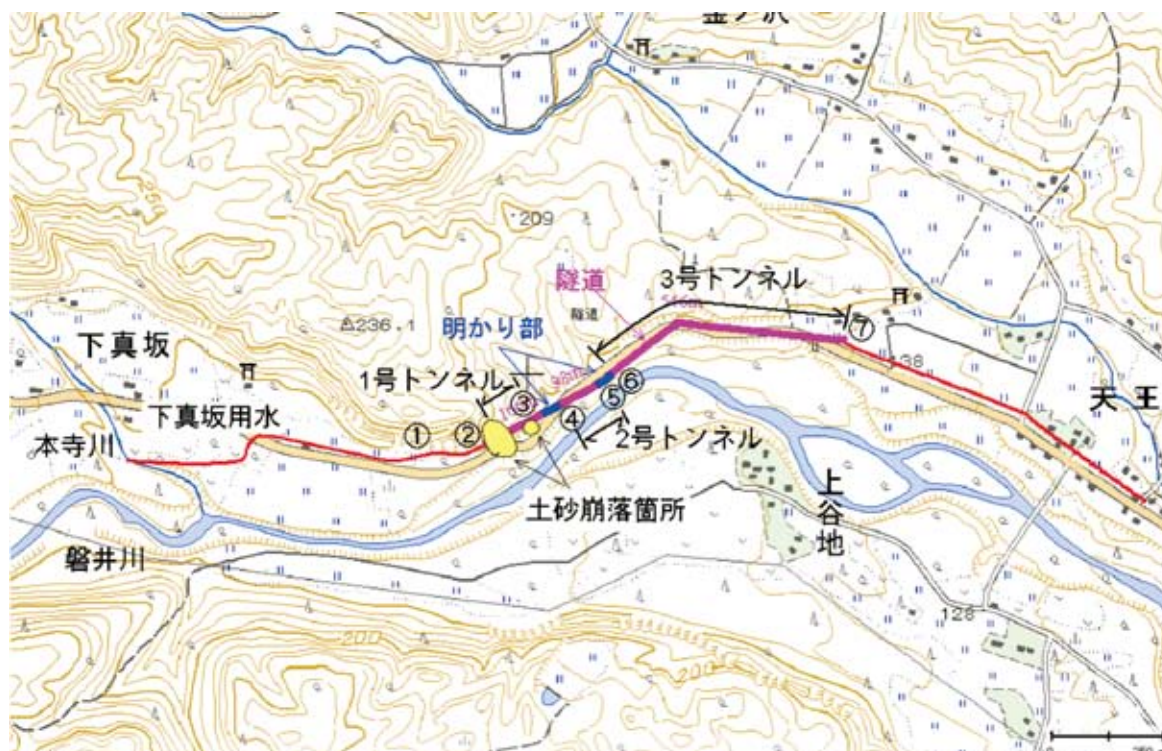 209
3号トンネル
隧道
隧道
⑦
△236.1
明かり部
下真坂
138
1号トンネル
⑥
天王
③
⑤
下真坂用水
④
①
②
2号トンネル
本寺川
上谷地
土砂崩落箇所
磐井川
128
200